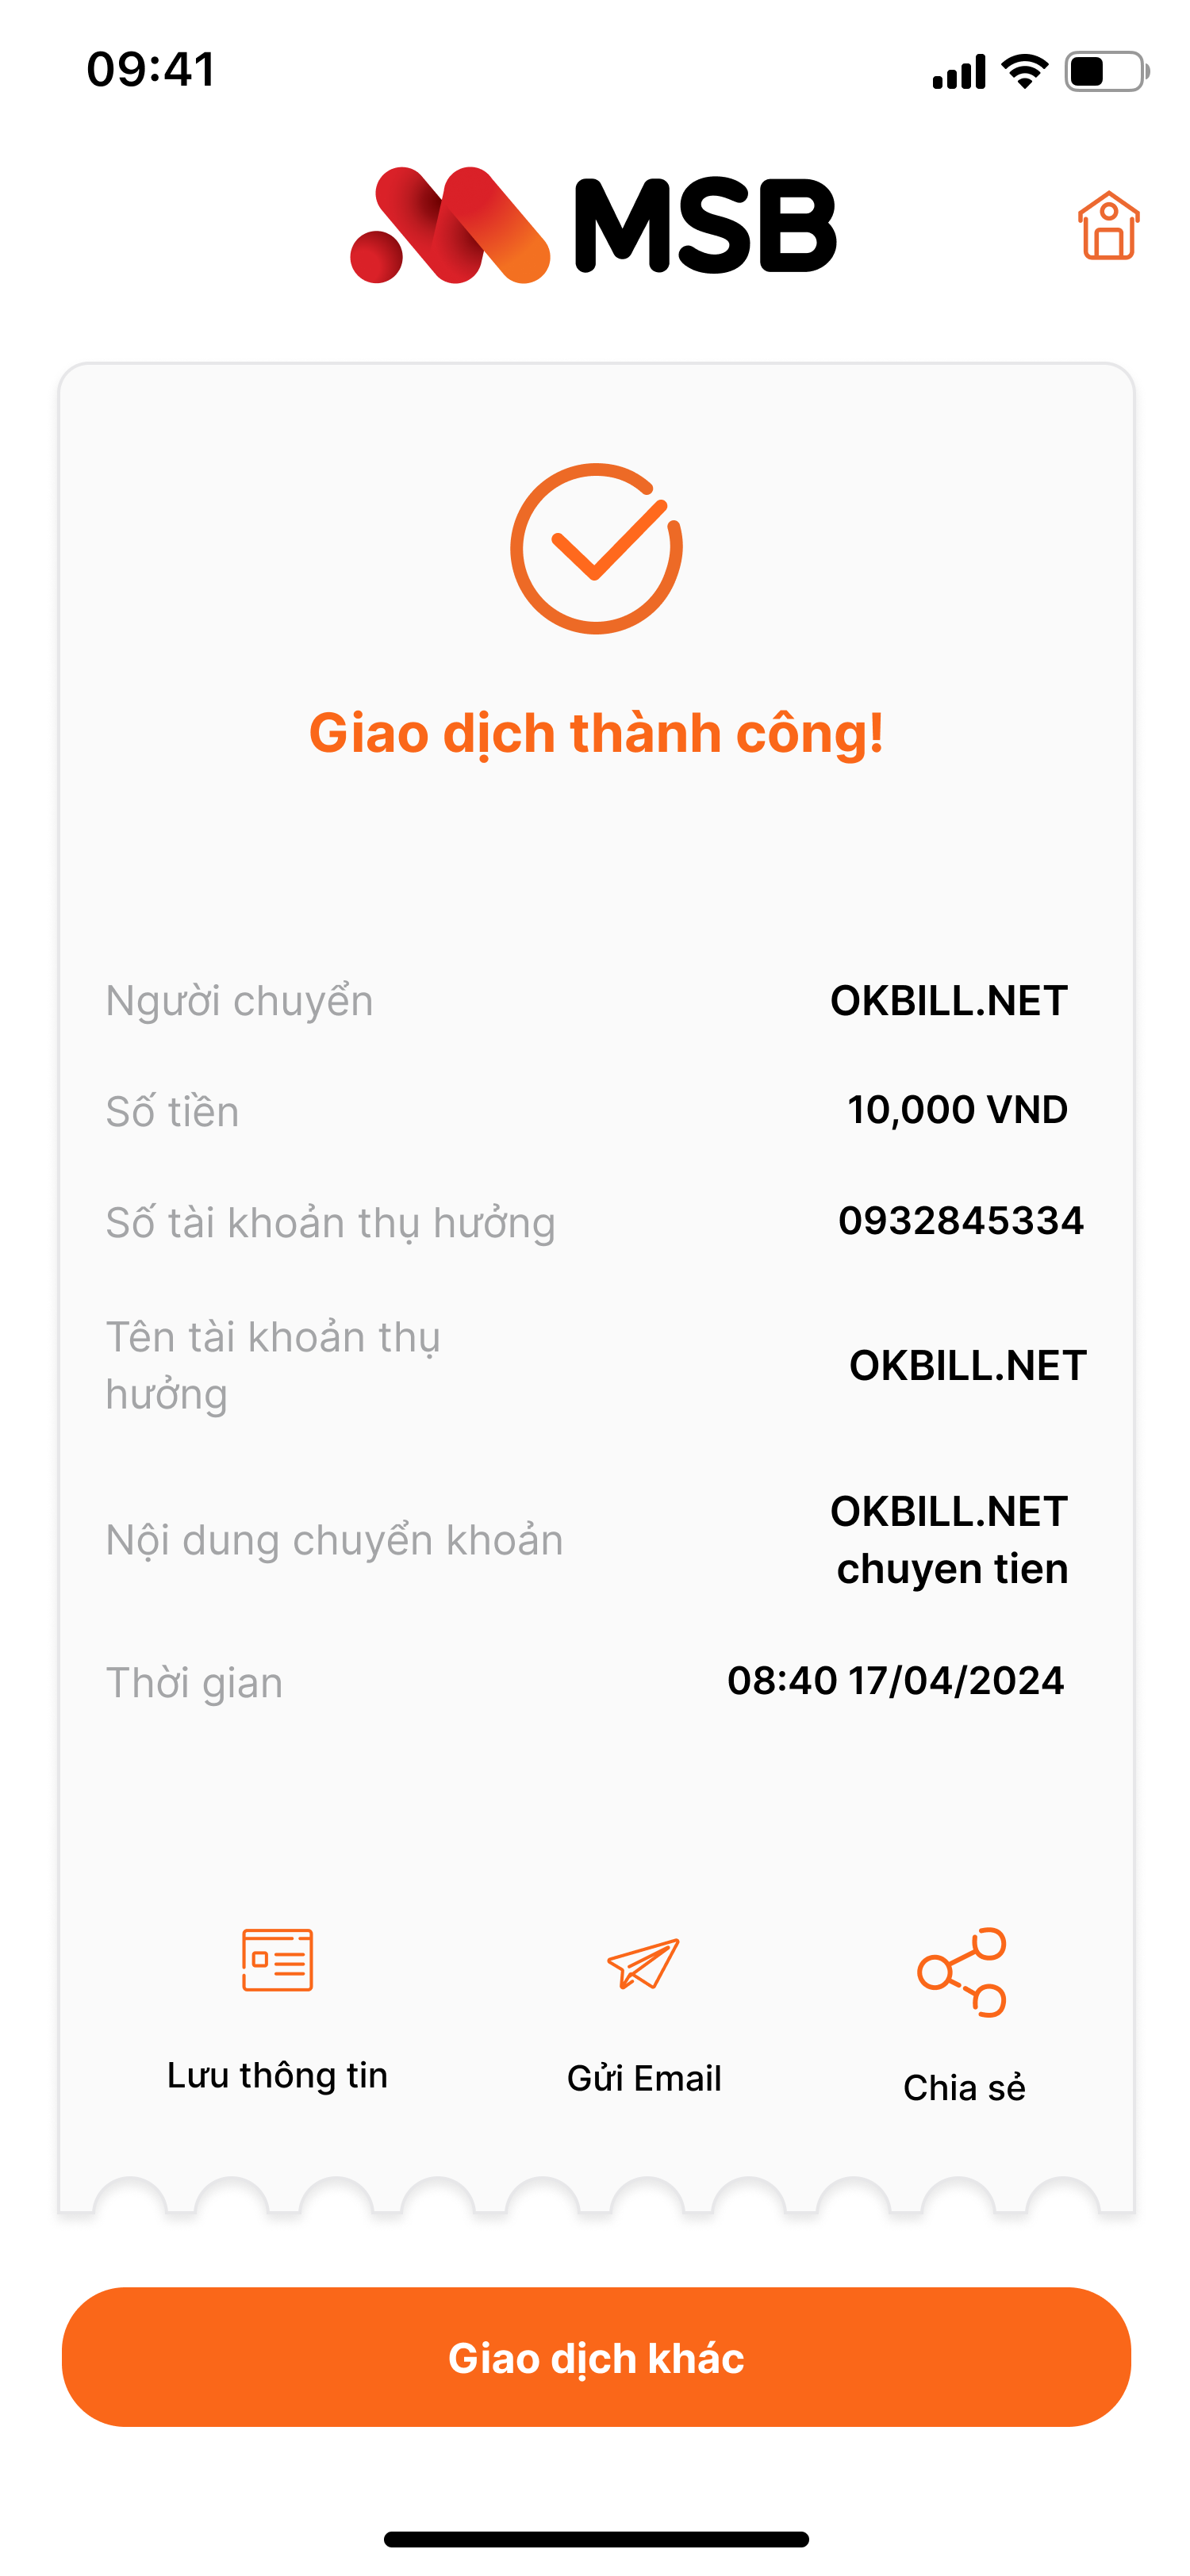 09:41
MSB
Giao dịch thành công!
Người chuyển OKBILL.NET
Số tiền 10,000 VND
Số tài khoản thụ hưởng 0932845334
Tên tài khoản thụ
hưởng
OKBILL.NET
Nội dung chuyển khoản
OKBILL.NET
chuyen tien
Thời gian 08:40 17/04/2024
Lưu thông tin Gửi Email Chia sẻ
Giao dịch khác